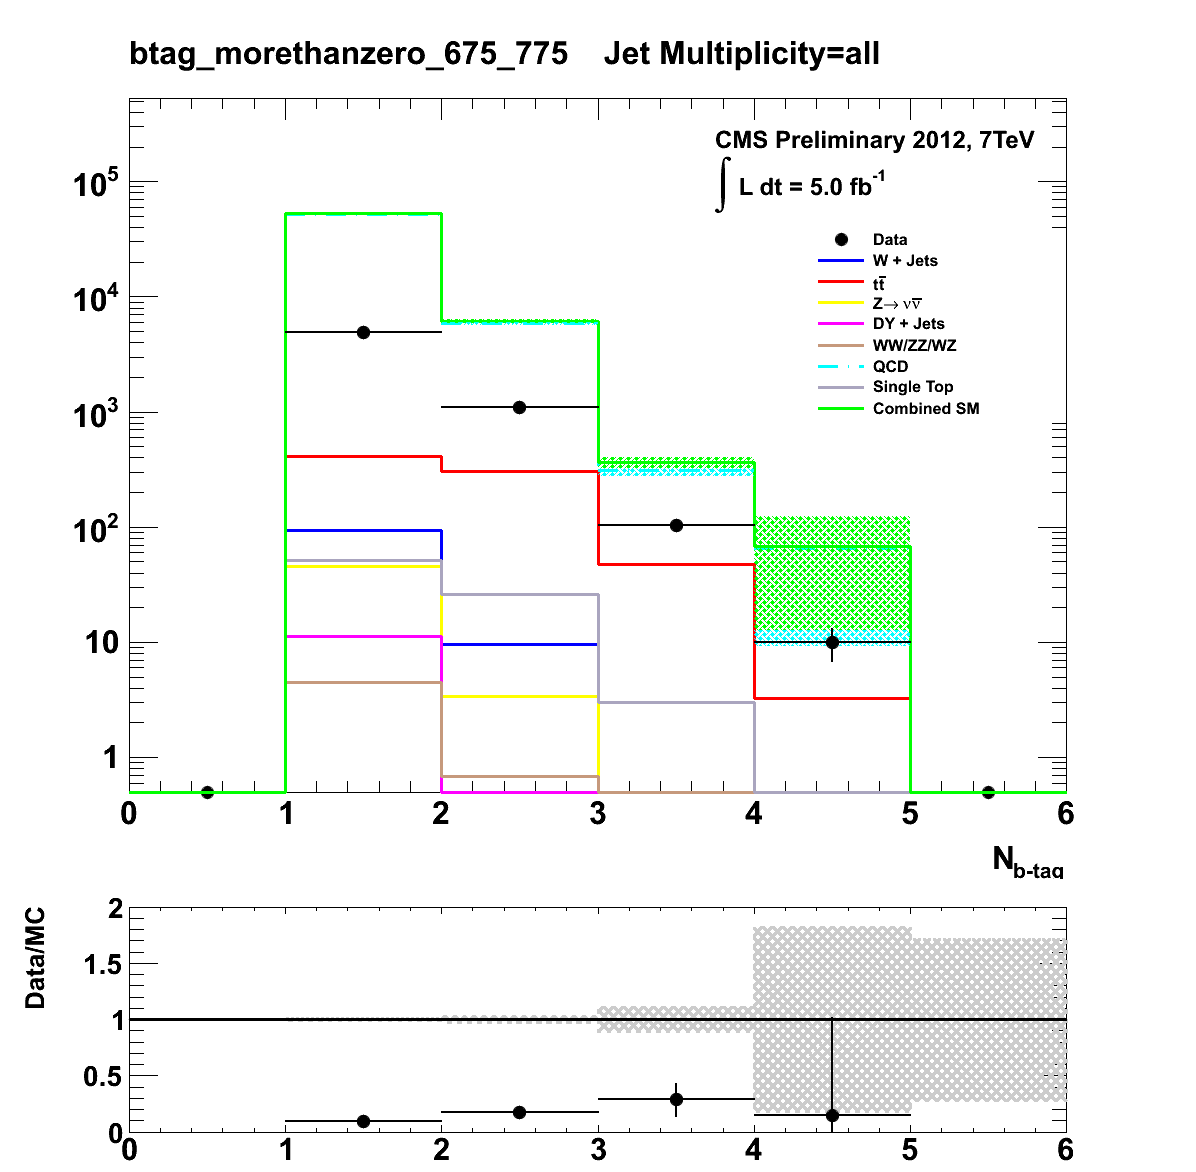 btag_morethanzero_675_775 Jet Multiplicity=all
CMS Preliminary 2012, 7TeV
∫ L dt = 5.0 fb⁻¹
Data
W + Jets
tt̅
Z→ νν̅
DY + Jets
WW/ZZ/WZ
QCD
Single Top
Combined SM
10⁵
10⁴
10³
10²
10
1
0 1 2 3 4 5 6
N_b-tag
Data/MC
2
1.5
1
0.5
0
0 1 2 3 4 5 6